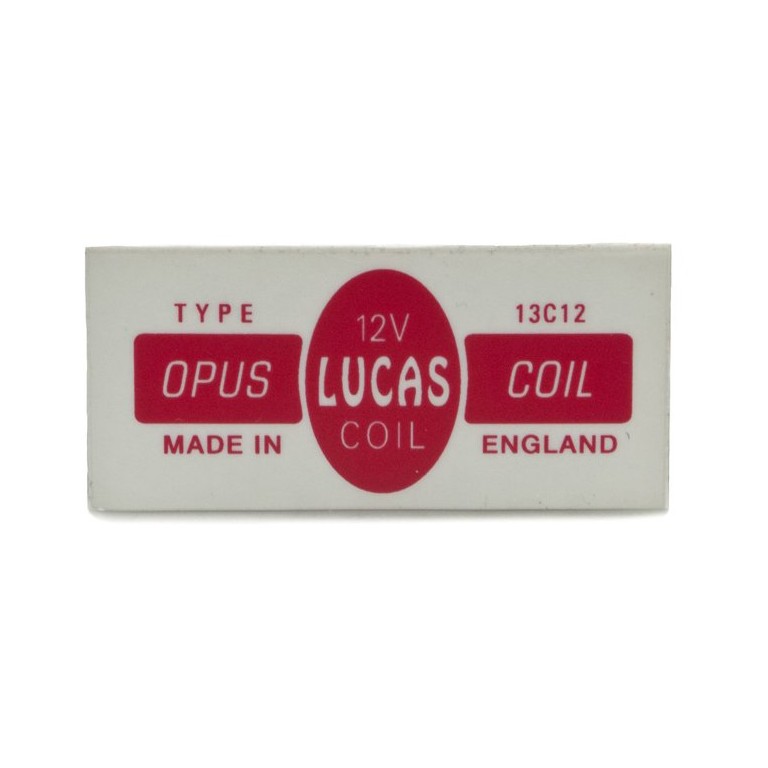 TYPE 13C12
12V
OPUS LUCAS COIL
COIL
MADE IN ENGLAND